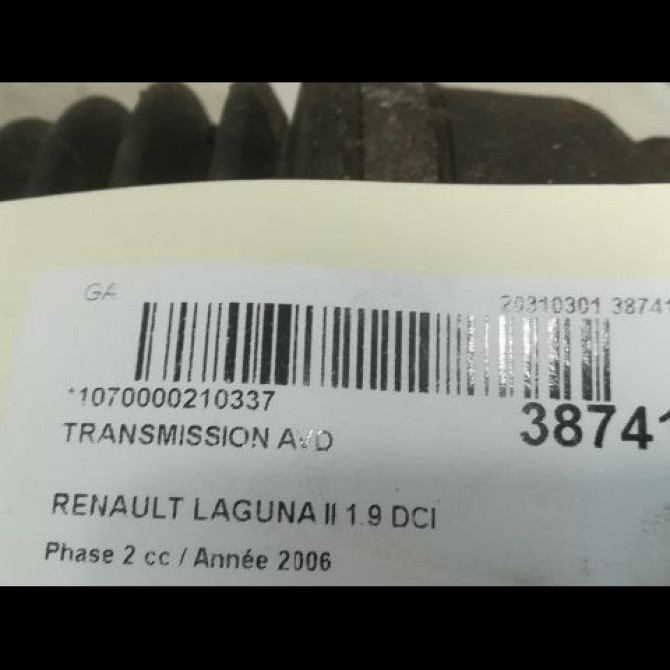 GA
20310301 38741
*1070000210337
38741
TRANSMISSION AVD
RENAULT LAGUNA II 1.9 DCI
Phase 2 cc / Année 2006